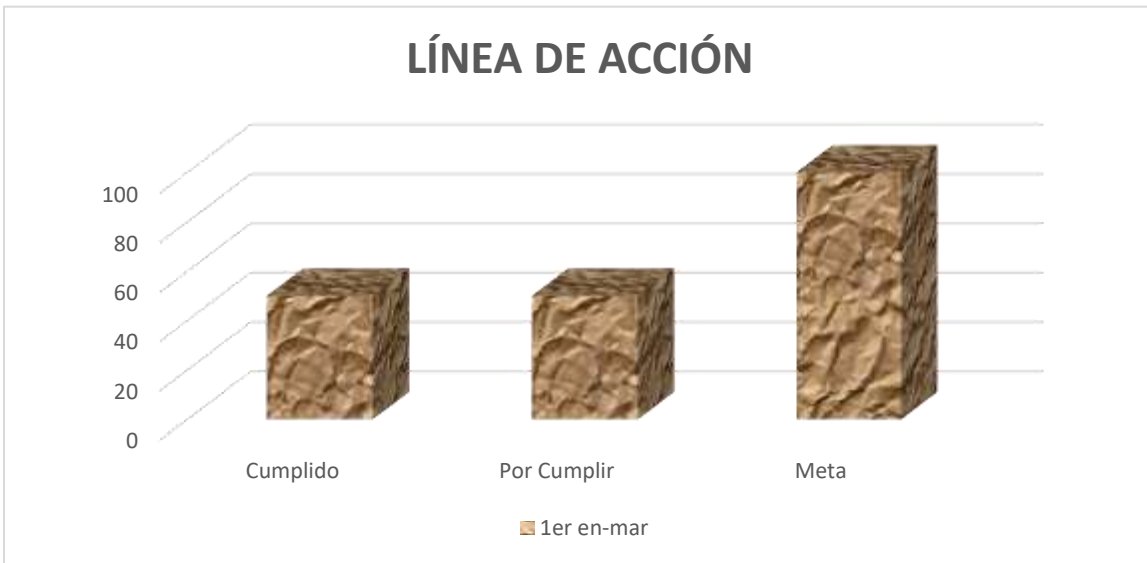 LÍNEA DE ACCIÓN
100
80
60
40
20
0
Cumplido
Por Cumplir
Meta
1er en-mar